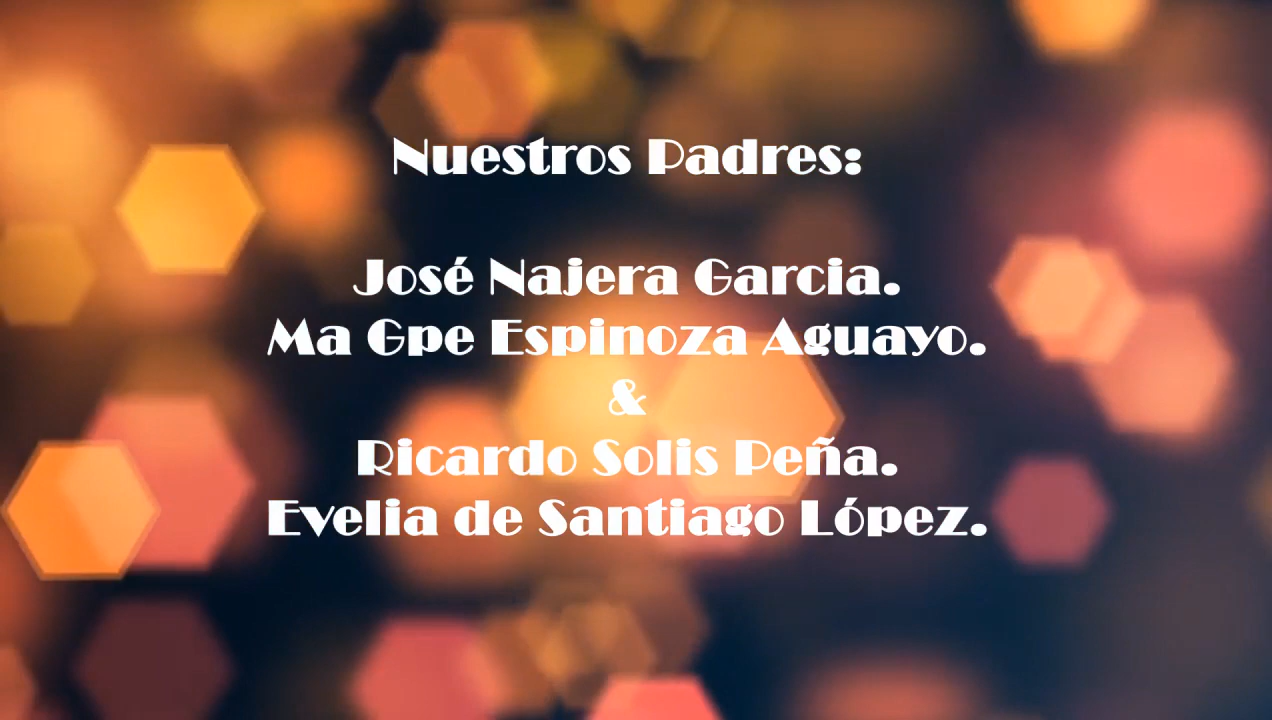 Nuestros Padres:
José Najera Garcia.
Ma Gpe Espinoza Aguayo.
&
Ricardo Solis Peña.
Evelia de Santiago López.